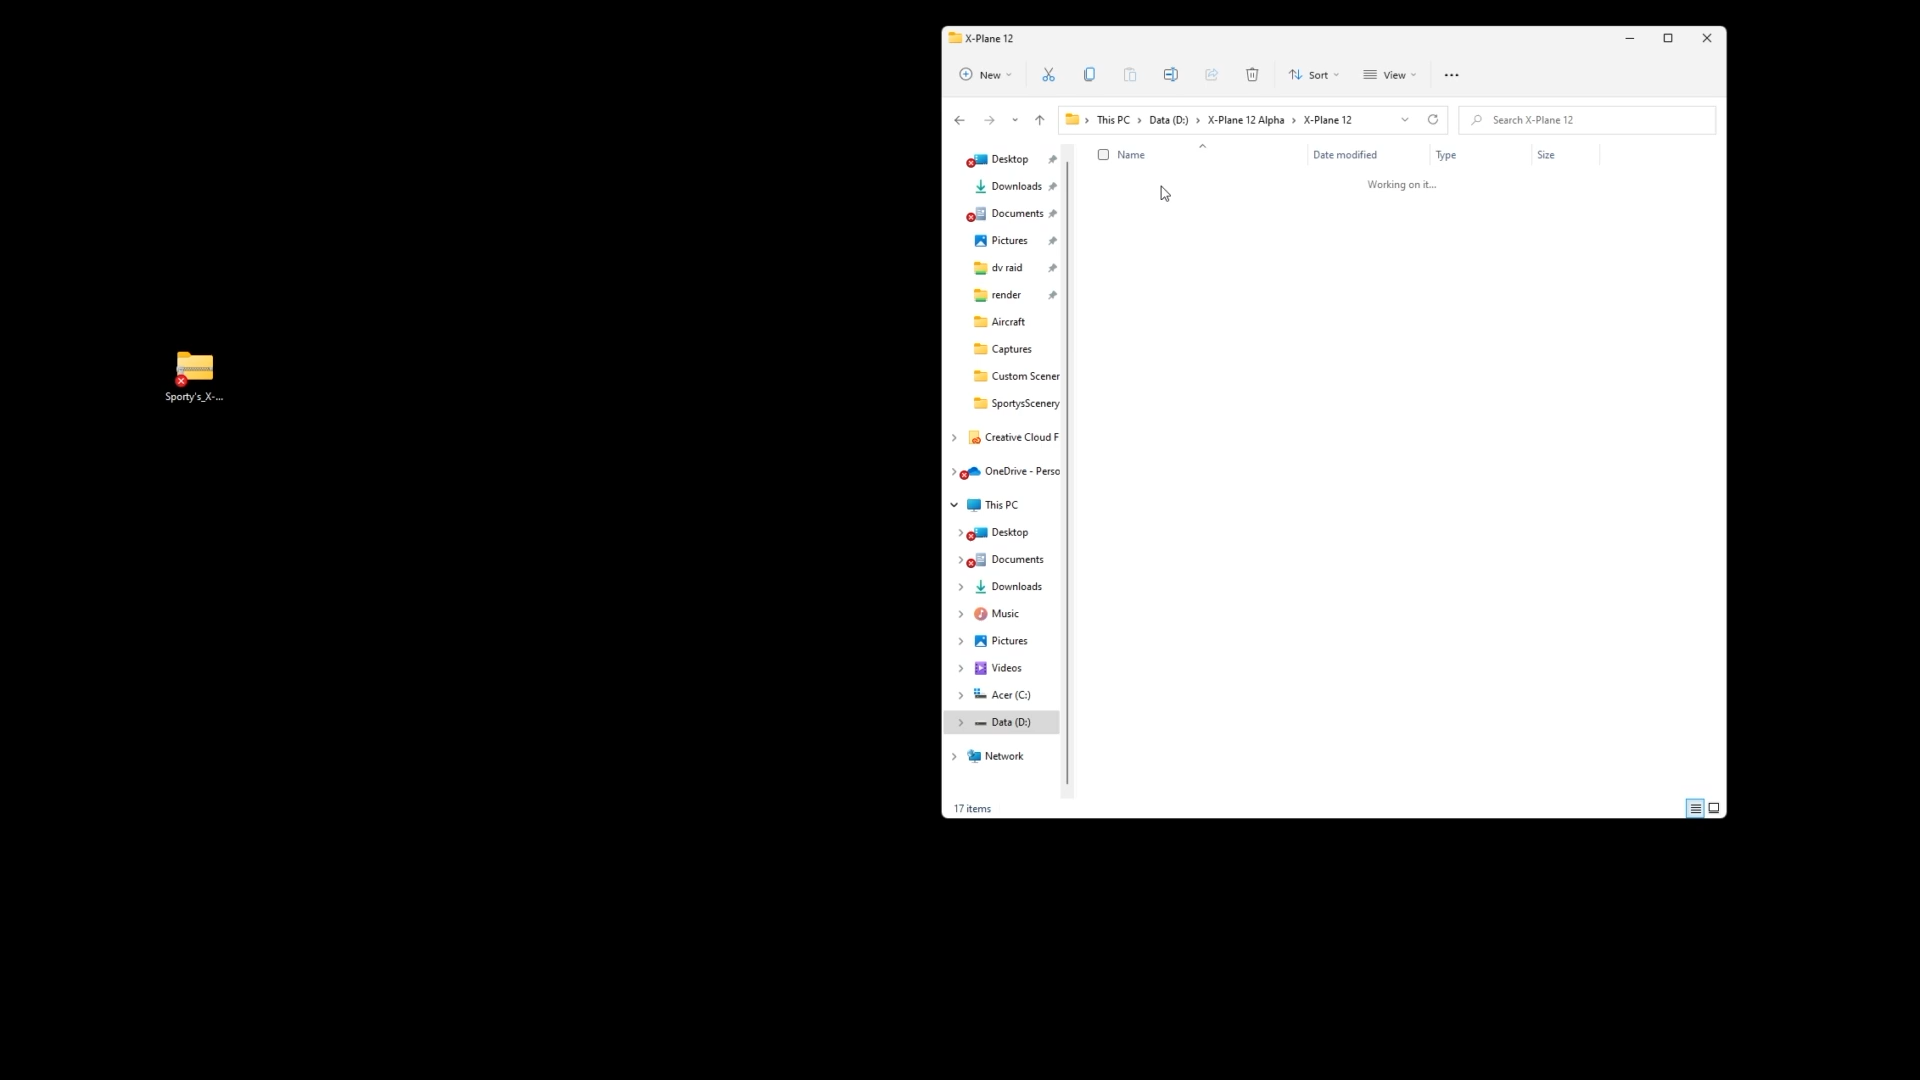 Sporty's_X-...
X-Plane 12
New
Sort
View
This PC > Data (D:) > X-Plane 12 Alpha > X-Plane 12
Search X-Plane 12
Name
Date modified
Type
Size
Working on it...
Desktop
Downloads
Documents
Pictures
dv raid
render
Aircraft
Captures
Custom Scener
SportysScenery
Creative Cloud F
OneDrive - Perso
This PC
Desktop
Documents
Downloads
Music
Pictures
Videos
Acer (C:)
Data (D:)
Network
17 items